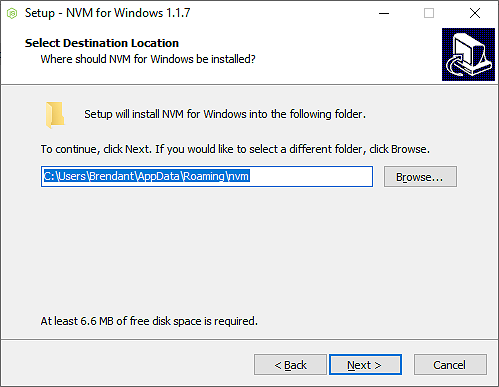 Setup - NVM for Windows 1.1.7
Select Destination Location
Where should NVM for Windows be installed?
Setup will install NVM for Windows into the following folder.
To continue, click Next. If you would like to select a different folder, click Browse.
C:\Users\Brendant\AppData\Roaming\nvm
Browse...
At least 6.6 MB of free disk space is required.
< Back
Next >
Cancel